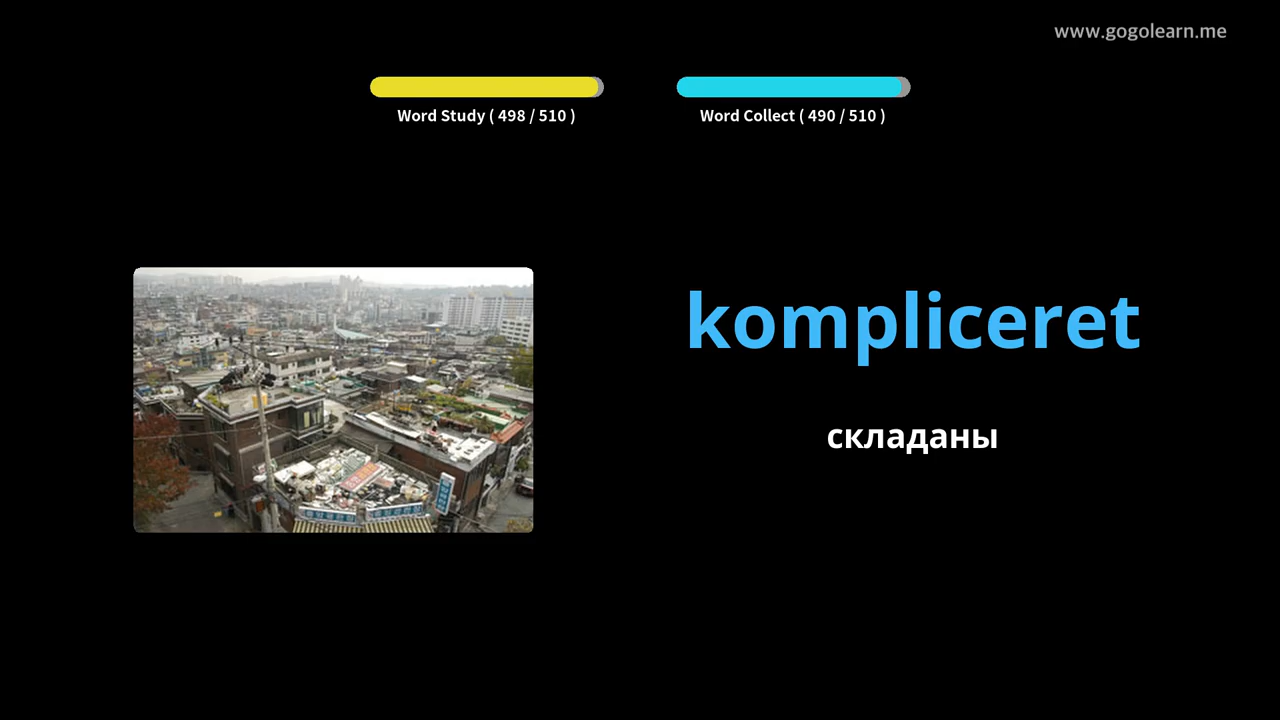 www.gogolearn.me
Word Study ( 498 / 510 )
Word Collect ( 490 / 510 )
kompliceret
складаны